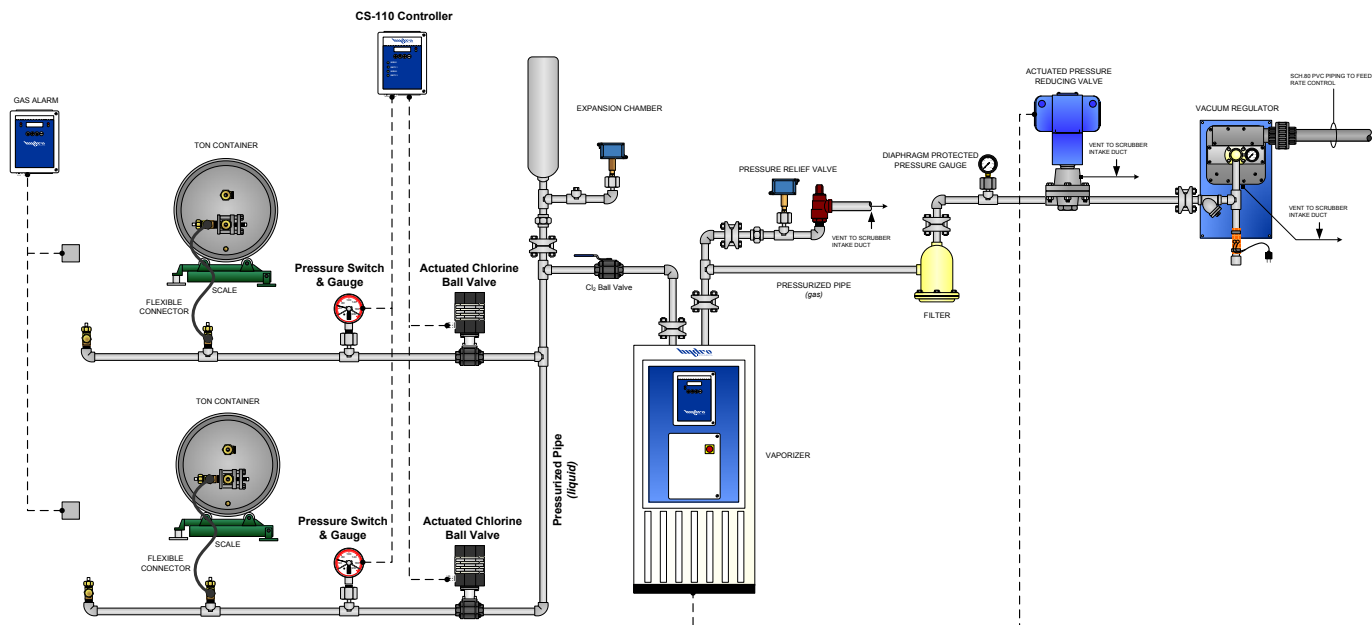 CS-110 Controller
hydro
GAS ALARM
TON CONTAINER
SCALE
FLEXIBLE
CONNECTOR
Pressure Switch
& Gauge
Actuated Chlorine
Ball Valve
EXPANSION CHAMBER
Cl₂ Ball Valve
PRESSURE RELIEF VALVE
VENT TO SCRUBBER
INTAKE DUCT
DIAPHRAGM PROTECTED
PRESSURE GAUGE
ACTUATED PRESSURE
REDUCING VALVE
VENT TO SCRUBBER
INTAKE DUCT
VACUUM REGULATOR
SCH.80 PVC PIPING TO FEED
RATE CONTROL
VENT TO SCRUBBER
INTAKE DUCT
PRESSURIZED PIPE
(gas)
FILTER
hydro
VAPORIZER
Pressurized Pipe
(liquid)
TON CONTAINER
SCALE
FLEXIBLE
CONNECTOR
Pressure Switch
& Gauge
Actuated Chlorine
Ball Valve